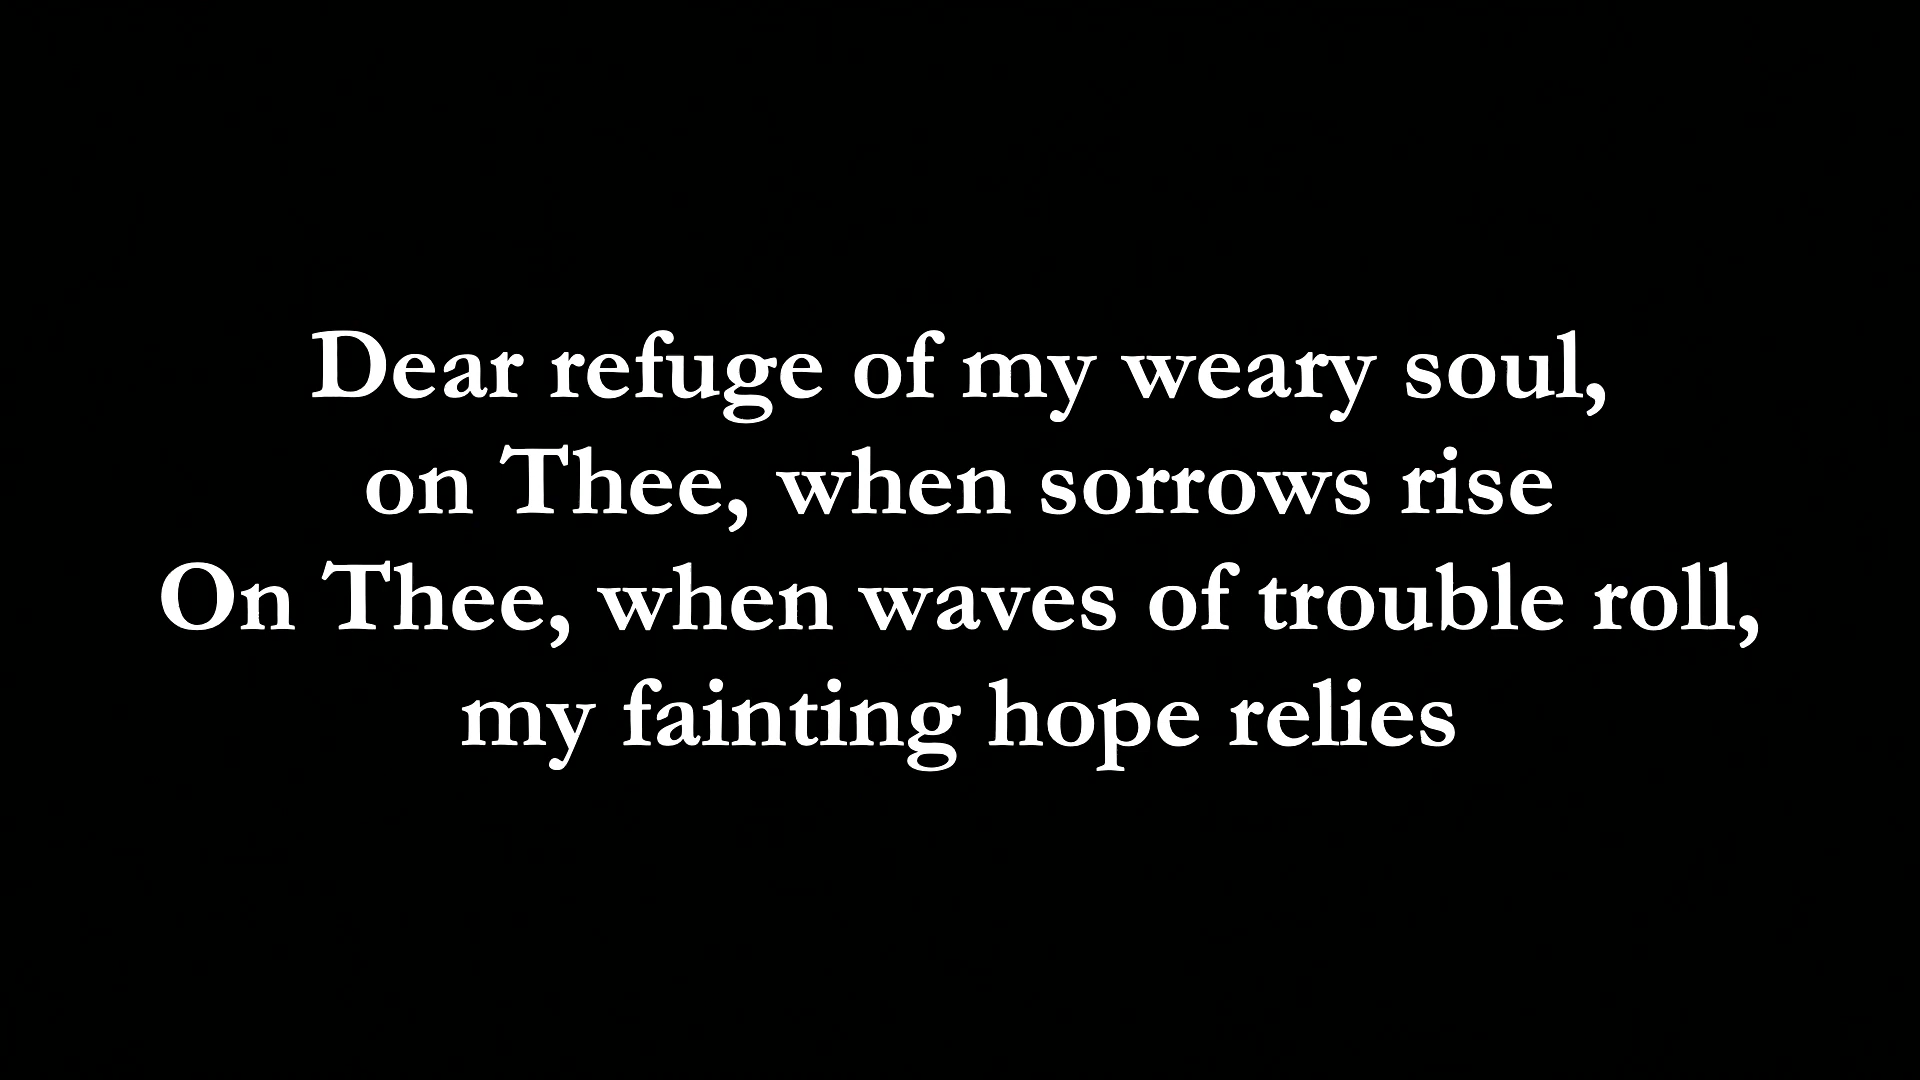 Dear refuge of my weary soul,
on Thee, when sorrows rise
On Thee, when waves of trouble roll,
my fainting hope relies